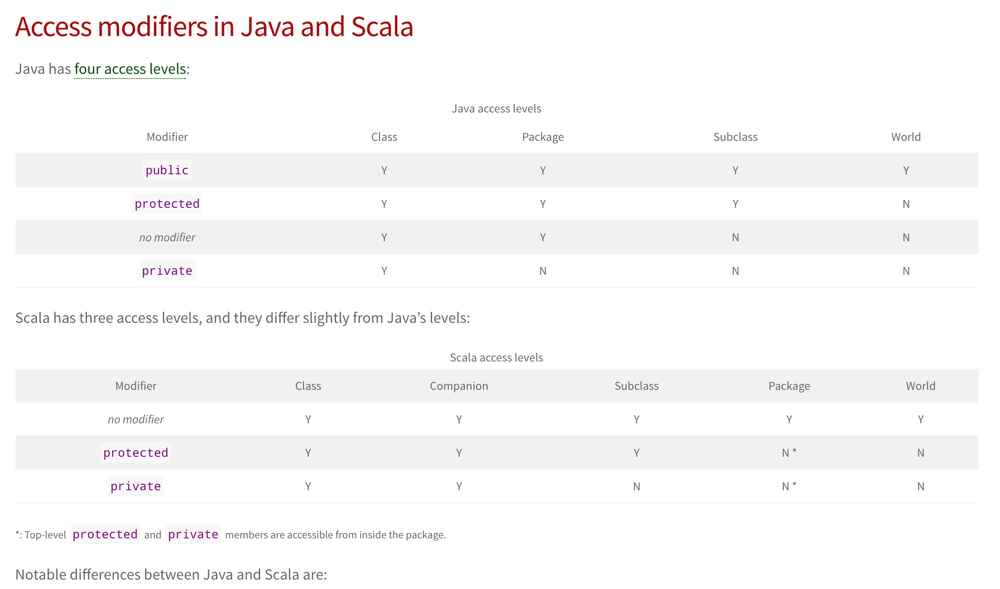 Access modifiers in Java and Scala
Java has four access levels:
Java access levels
Modifier Class Package Subclass World
public Y Y Y Y
protected Y Y Y N
no modifier Y Y N N
private Y N N N
Scala has three access levels, and they differ slightly from Java’s levels:
Scala access levels
Modifier Class Companion Subclass Package World
no modifier Y Y Y Y Y
protected Y Y Y N * N
private Y Y N N * N
*: Top-level protected and private members are accessible from inside the package.
Notable differences between Java and Scala are: